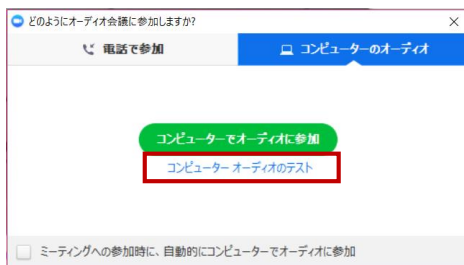 どのようにオーディオ会議に参加しますか?
電話で参加
コンピューターのオーディオ
コンピューターでオーディオに参加
コンピューター オーディオのテスト
ミーティングへの参加時に、自動的にコンピューターでオーディオに参加